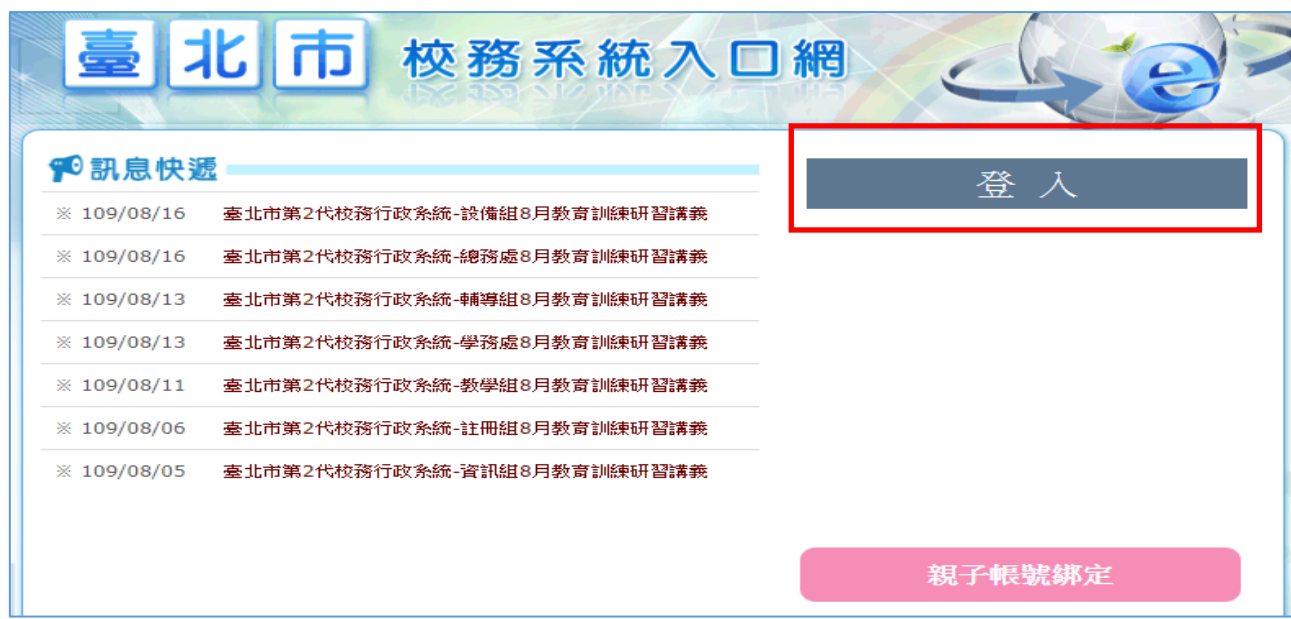 臺北市 校務系統入口網
訊息快遞
登入
※ 109/08/16 臺北市第2代校務行政系統-設備組8月教育訓練研習講義
※ 109/08/16 臺北市第2代校務行政系統-總務處8月教育訓練研習講義
※ 109/08/13 臺北市第2代校務行政系統-輔導組8月教育訓練研習講義
※ 109/08/13 臺北市第2代校務行政系統-學務處8月教育訓練研習講義
※ 109/08/11 臺北市第2代校務行政系統-教學組8月教育訓練研習講義
※ 109/08/06 臺北市第2代校務行政系統-註冊組8月教育訓練研習講義
※ 109/08/05 臺北市第2代校務行政系統-資訊組8月教育訓練研習講義
親子帳號綁定